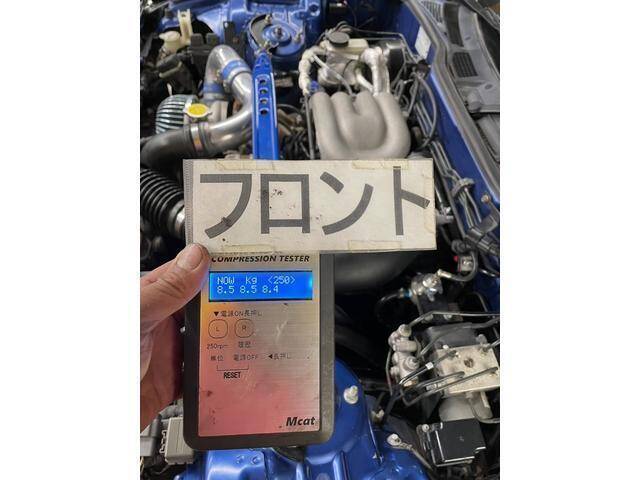 フロント
COMPRESSION TESTER
NOW kg <250>
8.5 8.5 8.4
▼電源ON長押し
L R
250rpm 履歴
単位 電源OFF ◀長押し
RESET
Mcat